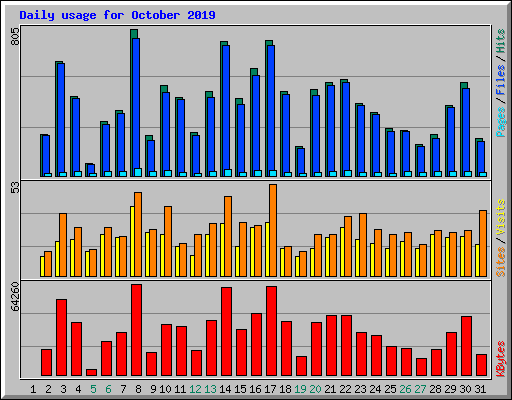 Daily usage for October 2019
805
Pages / Files / Hits
53
Sites / Visits
64260
KBytes
1 2 3 4 5 6 7 8 9 10 11 12 13 14 15 16 17 18 19 20 21 22 23 24 25 26 27 28 29 30 31